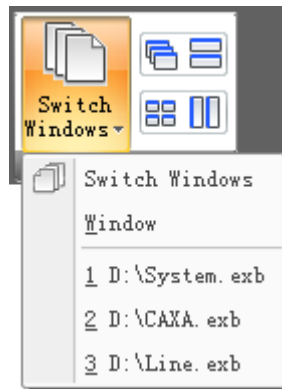 Switch
Windows
Switch Windows
Window
1 D:\System.exb
2 D:\CAXA.exb
3 D:\Line.exb